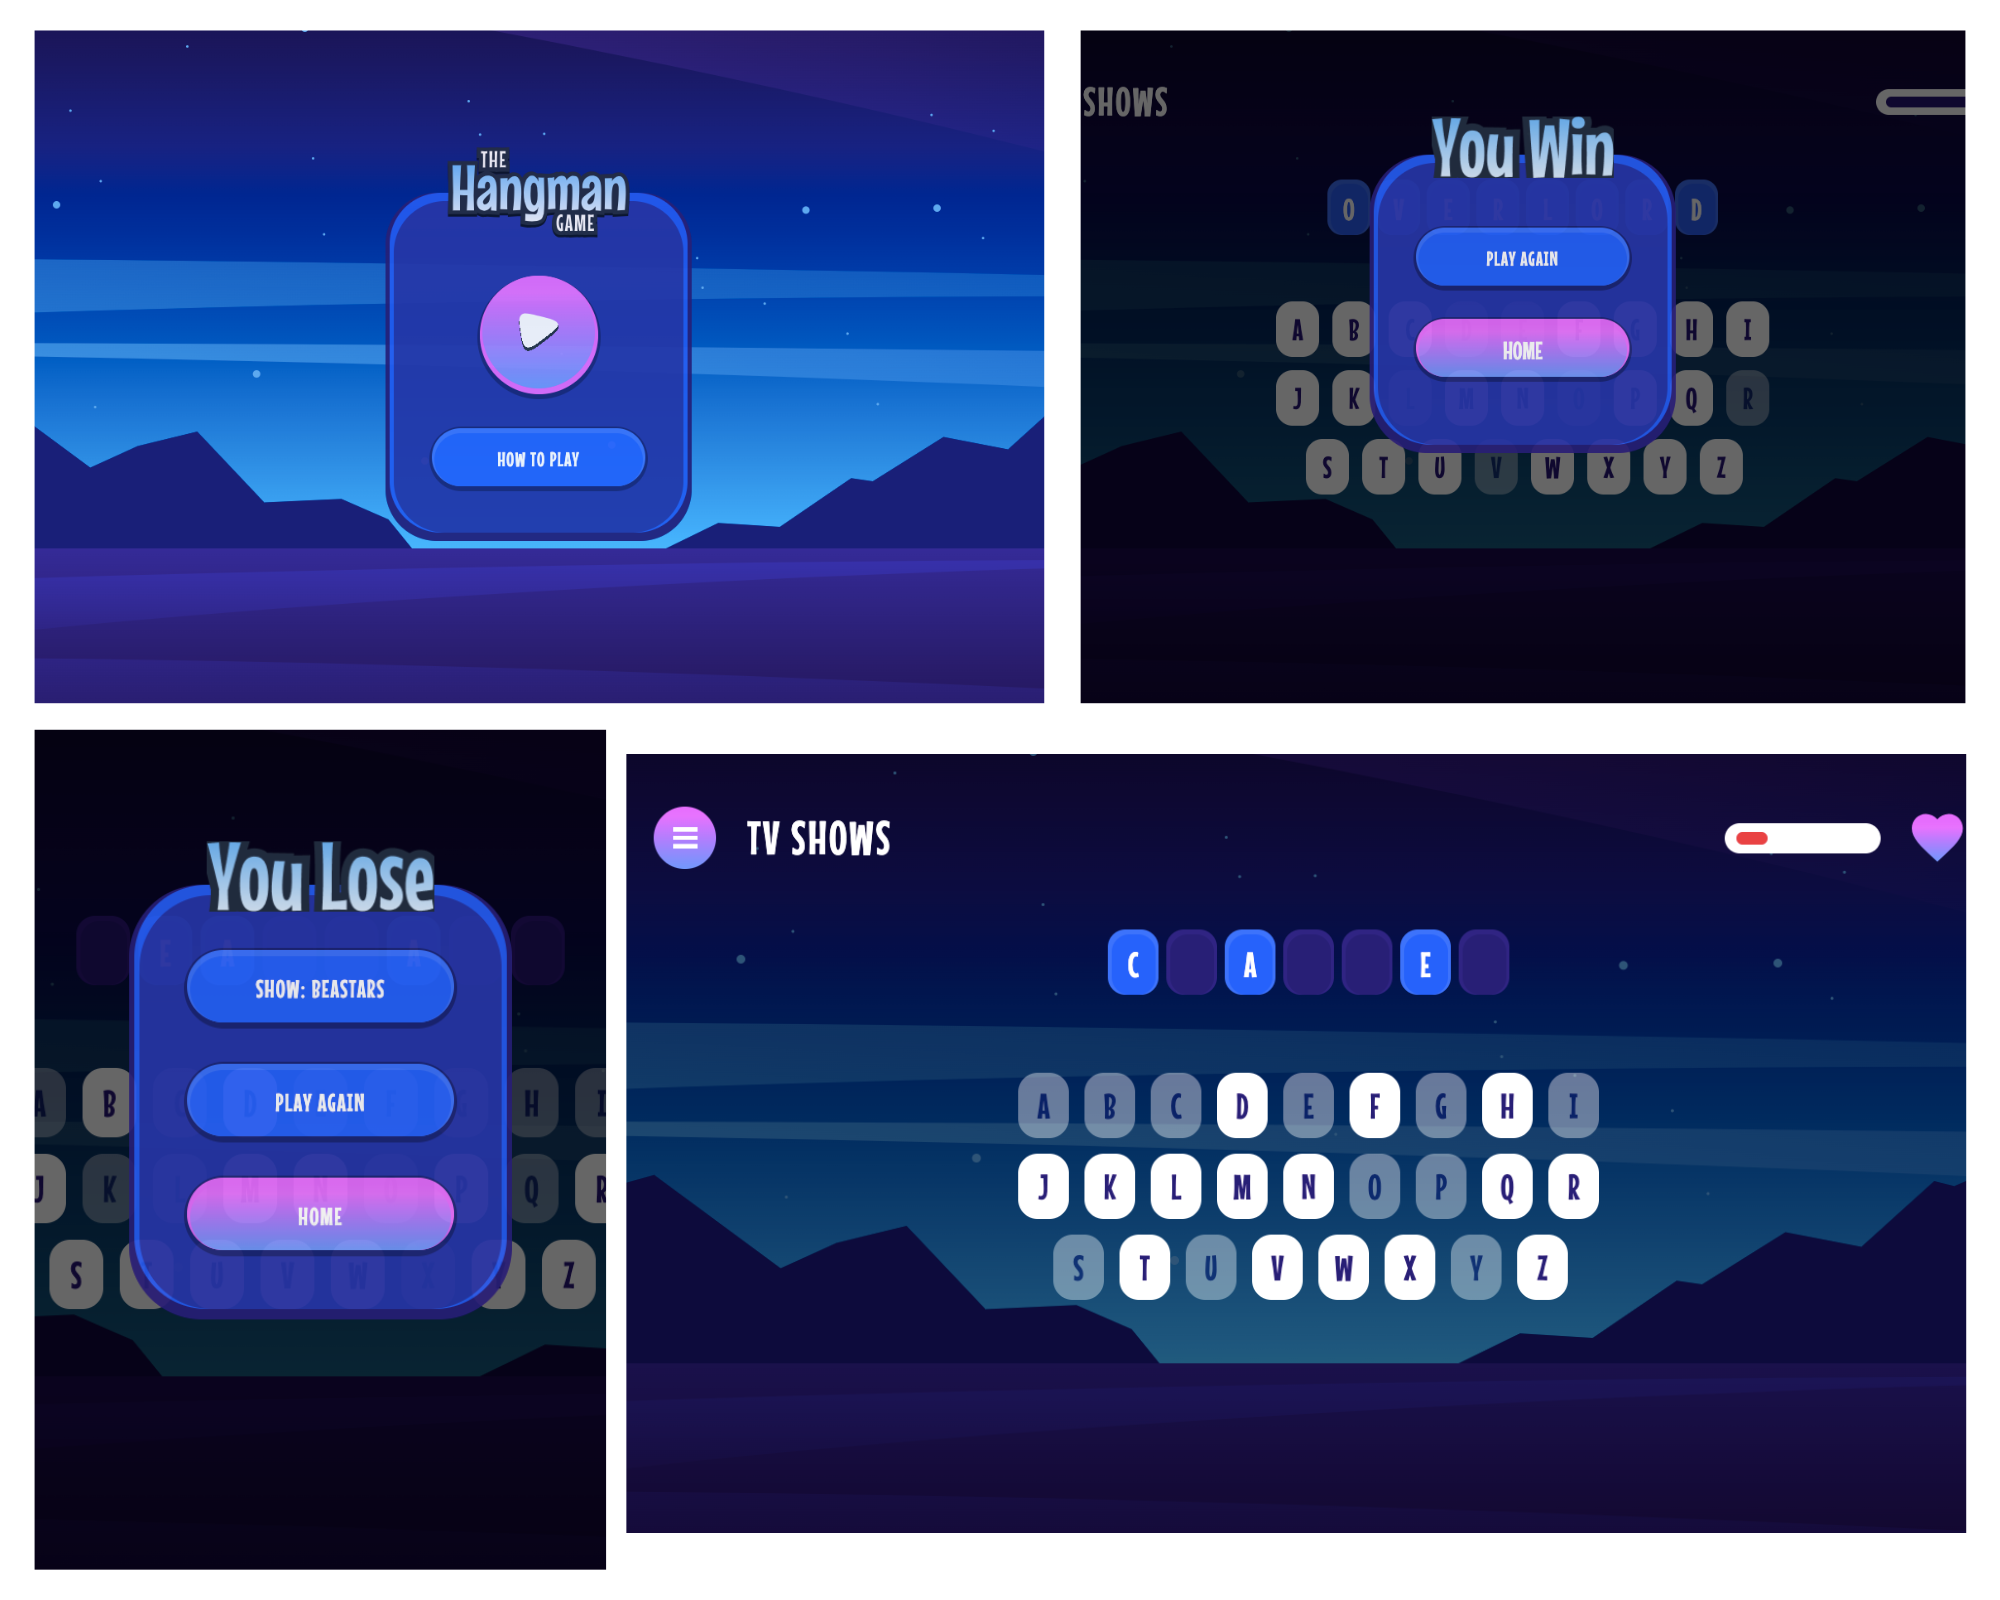 THE
Hangman
GAME
HOW TO PLAY
SHOWS
You Win
O V E R L O R D
PLAY AGAIN
A B C F G H I
HOME
J K M N O P Q R
S T U V W X Y Z
You Lose
E A A
SHOW: BEASTARS
A B D F G H I
PLAY AGAIN
J K M N P Q R
HOME
S U V W X Z
TV SHOWS
C A E
A B C D E F G H I
J K L M N O P Q R
S T U V W X Y Z